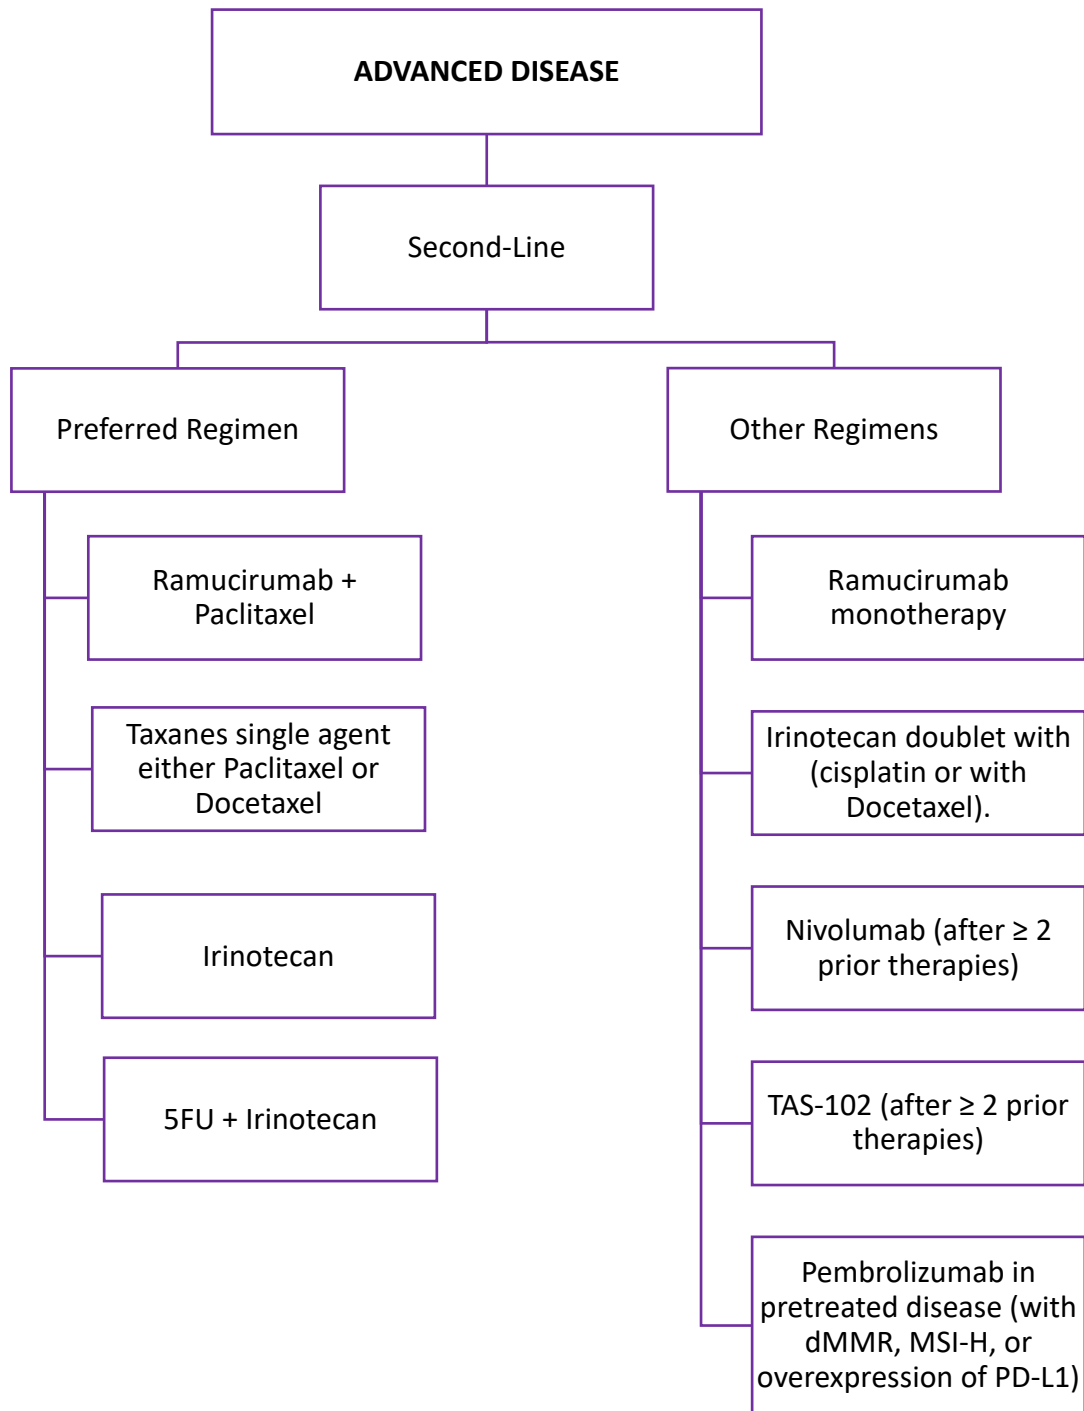 ADVANCED DISEASE
Second-Line
Preferred Regimen
Ramucirumab +
Paclitaxel
Taxanes single agent
either Paclitaxel or
Docetaxel
Irinotecan
5FU + Irinotecan
Other Regimens
Ramucirumab
monotherapy
Irinotecan doublet with
(cisplatin or with
Docetaxel).
Nivolumab (after ≥ 2
prior therapies)
TAS-102 (after ≥ 2 prior
therapies)
Pembrolizumab in
pretreated disease (with
dMMR, MSI-H, or
overexpression of PD-L1)